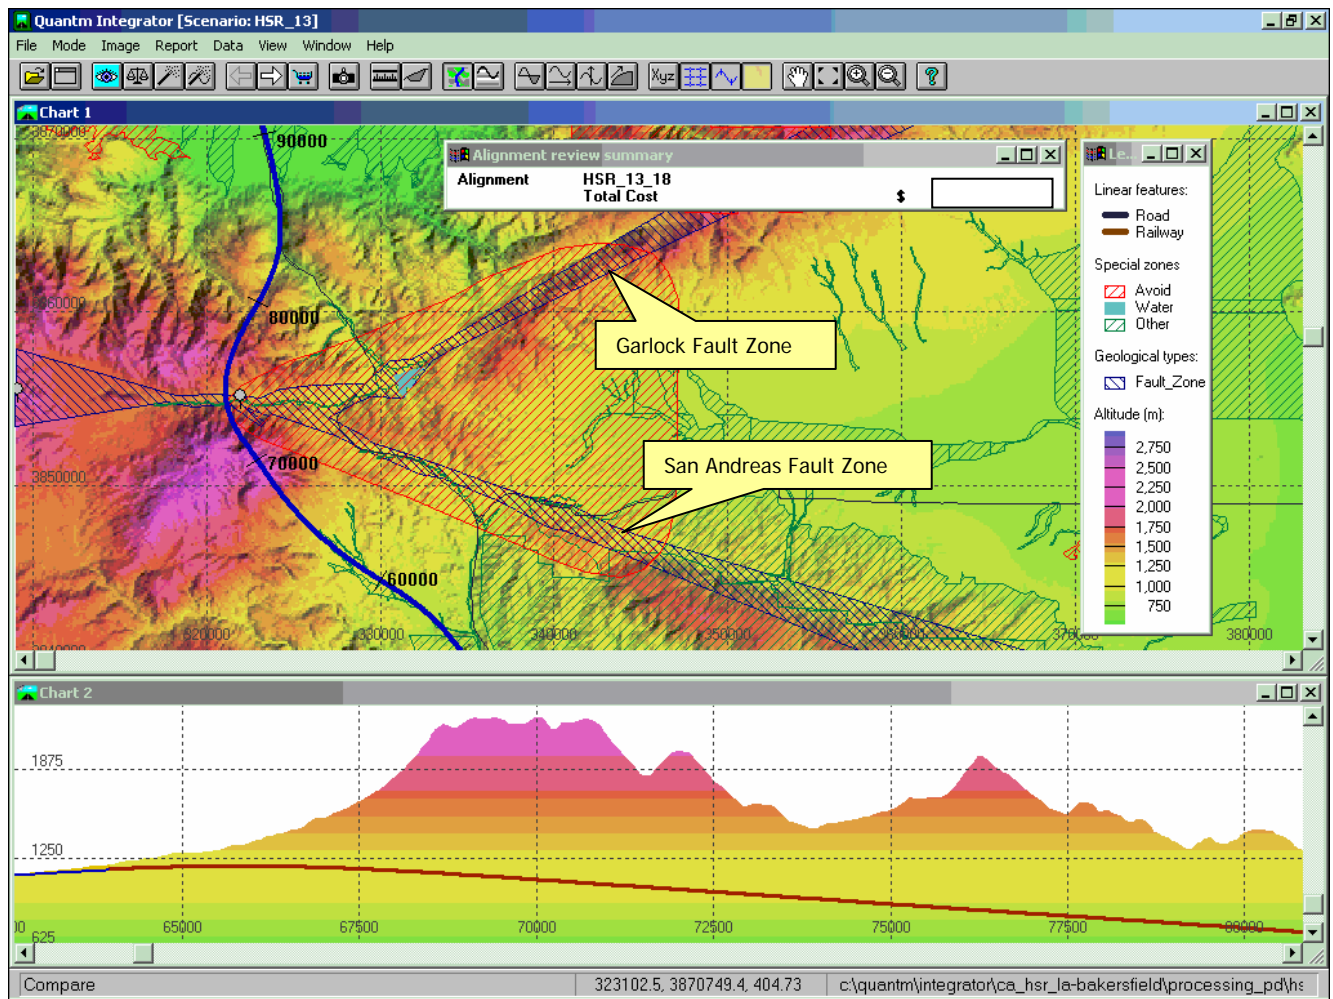 Quantm Integrator [Scenario: HSR_13]
File Mode Image Report Data View Window Help
Xyz
?
Chart 1
3870000
90000
Alignment review summary
Alignment HSR_13_18
Total Cost $
Le...
Linear features:
Road
Railway
Special zones
Avoid
Water
Other
Geological types:
Fault_Zone
Altitude (m):
2,750
2,500
2,250
2,000
1,750
1,500
1,250
1,000
750
80000
Garlock Fault Zone
San Andreas Fault Zone
70000
3850000
60000
320000 330000 340000 350000 380000
Chart 2
1875
1250
625
65000 67500 70000 72500 75000 77500 80000
Compare 323102.5, 3870749.4, 404.73 c:\quantm\integrator\ca_hsr_la-bakersfield\processing_pd\hs